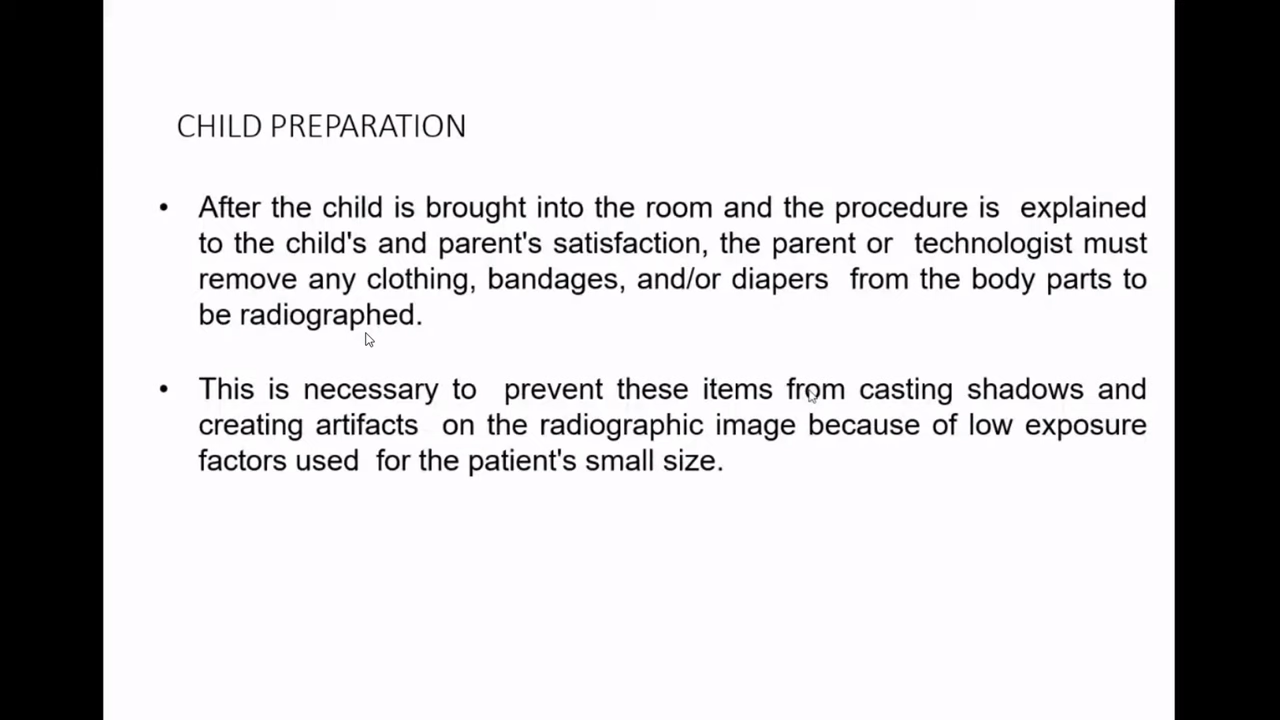 CHILD PREPARATION
• After the child is brought into the room and the procedure is explained
to the child's and parent's satisfaction, the parent or technologist must
remove any clothing, bandages, and/or diapers from the body parts to
be radiographed.
• This is necessary to prevent these items from casting shadows and
creating artifacts on the radiographic image because of low exposure
factors used for the patient's small size.